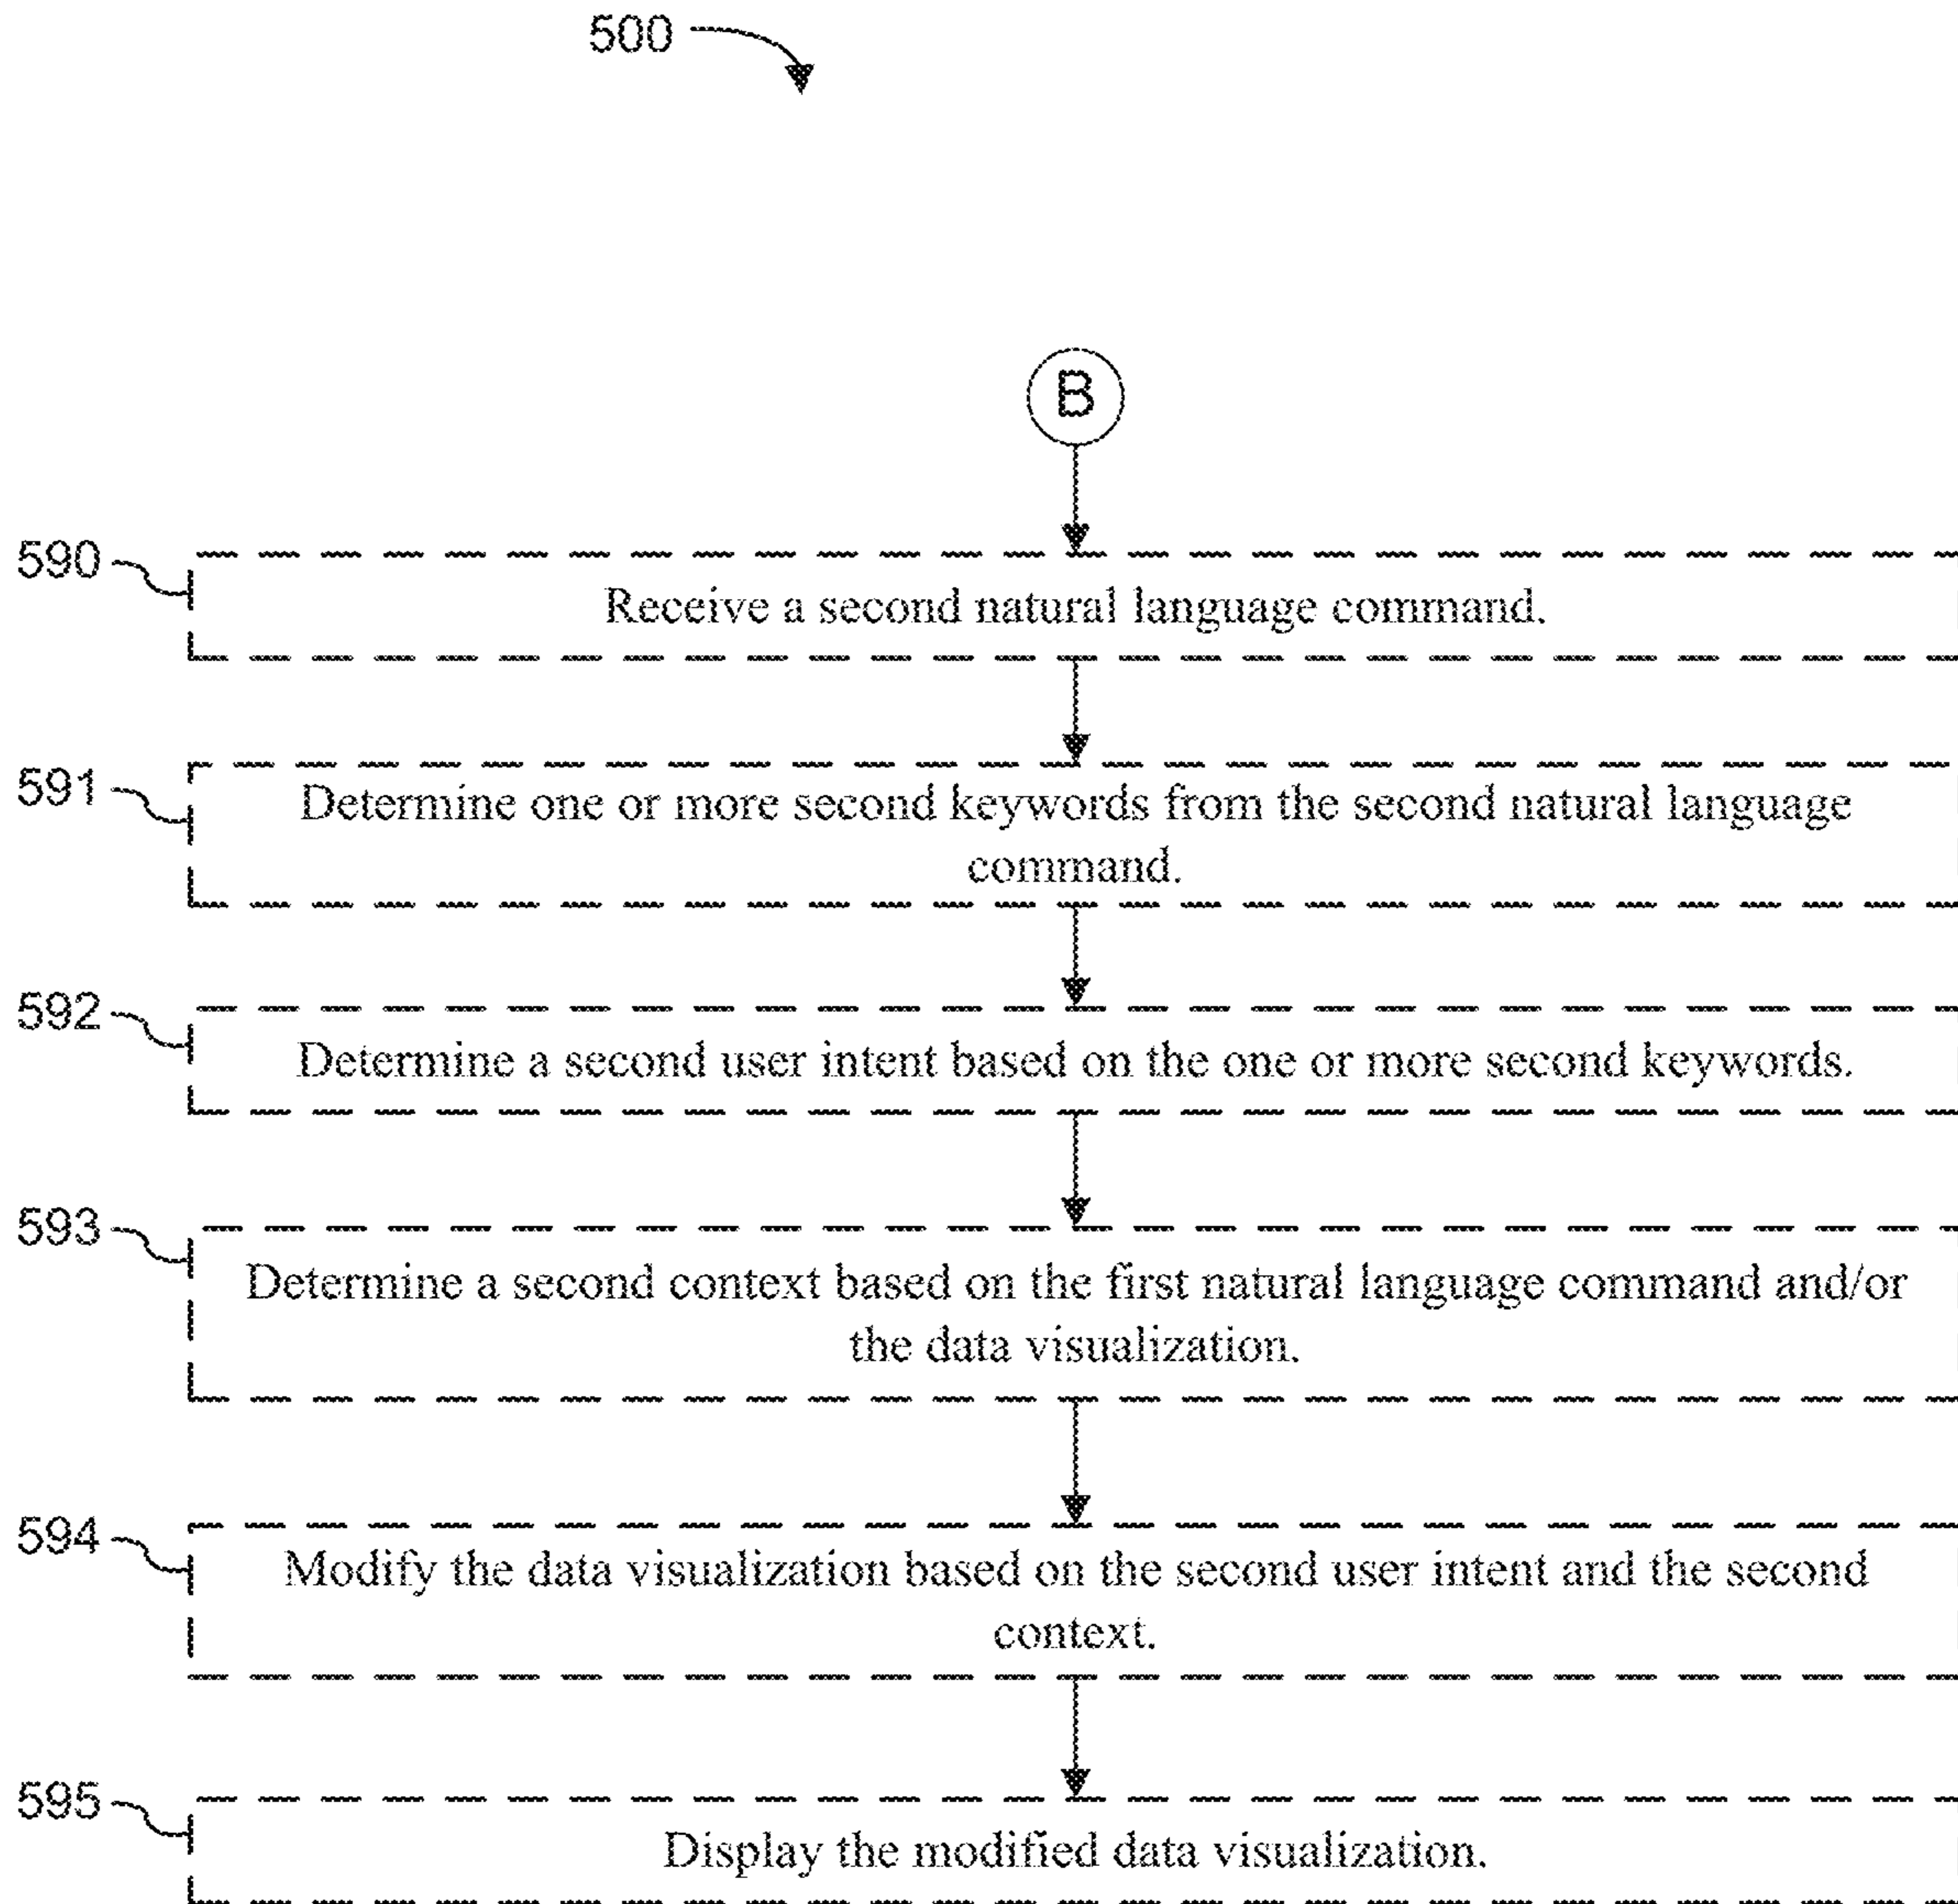 500
B
590
Receive a second natural language command.
591
Determine one or more second keywords from the second natural language
command.
592
Determine a second user intent based on the one or more second keywords.
593
Determine a second context based on the first natural language command and/or
the data visualization.
594
Modify the data visualization based on the second user intent and the second
context.
595
Display the modified data visualization.